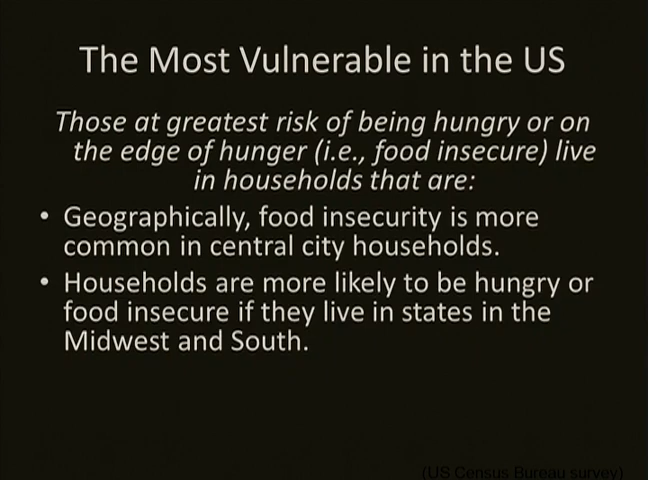 The Most Vulnerable in the US
Those at greatest risk of being hungry or on
the edge of hunger (i.e., food insecure) live
in households that are:
• Geographically, food insecurity is more
common in central city households.
• Households are more likely to be hungry or
food insecure if they live in states in the
Midwest and South.
(US Census Bureau survey)